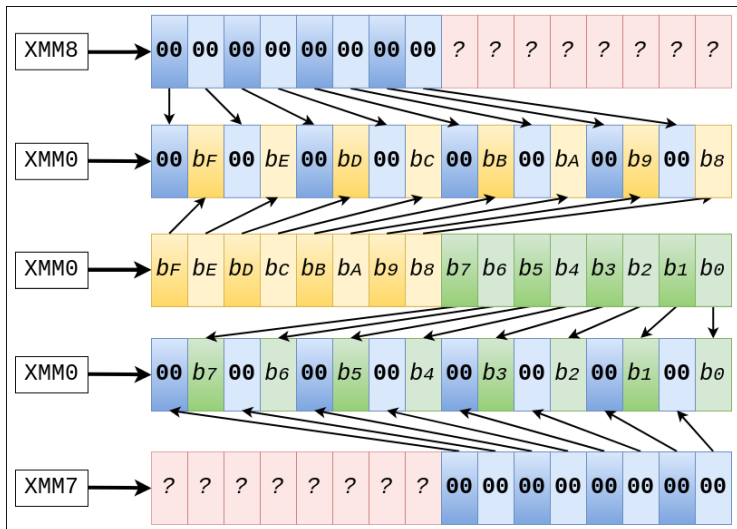 XMM8 00 00 00 00 00 00 00 00 ? ? ? ? ? ? ? ?
XMM0 00 bF 00 bE 00 bD 00 bC 00 bB 00 bA 00 b9 00 b8
XMM0 bF bE bD bC bB bA b9 b8 b7 b6 b5 b4 b3 b2 b1 b0
XMM0 00 b7 00 b6 00 b5 00 b4 00 b3 00 b2 00 b1 00 b0
XMM7 ? ? ? ? ? ? ? ? 00 00 00 00 00 00 00 00